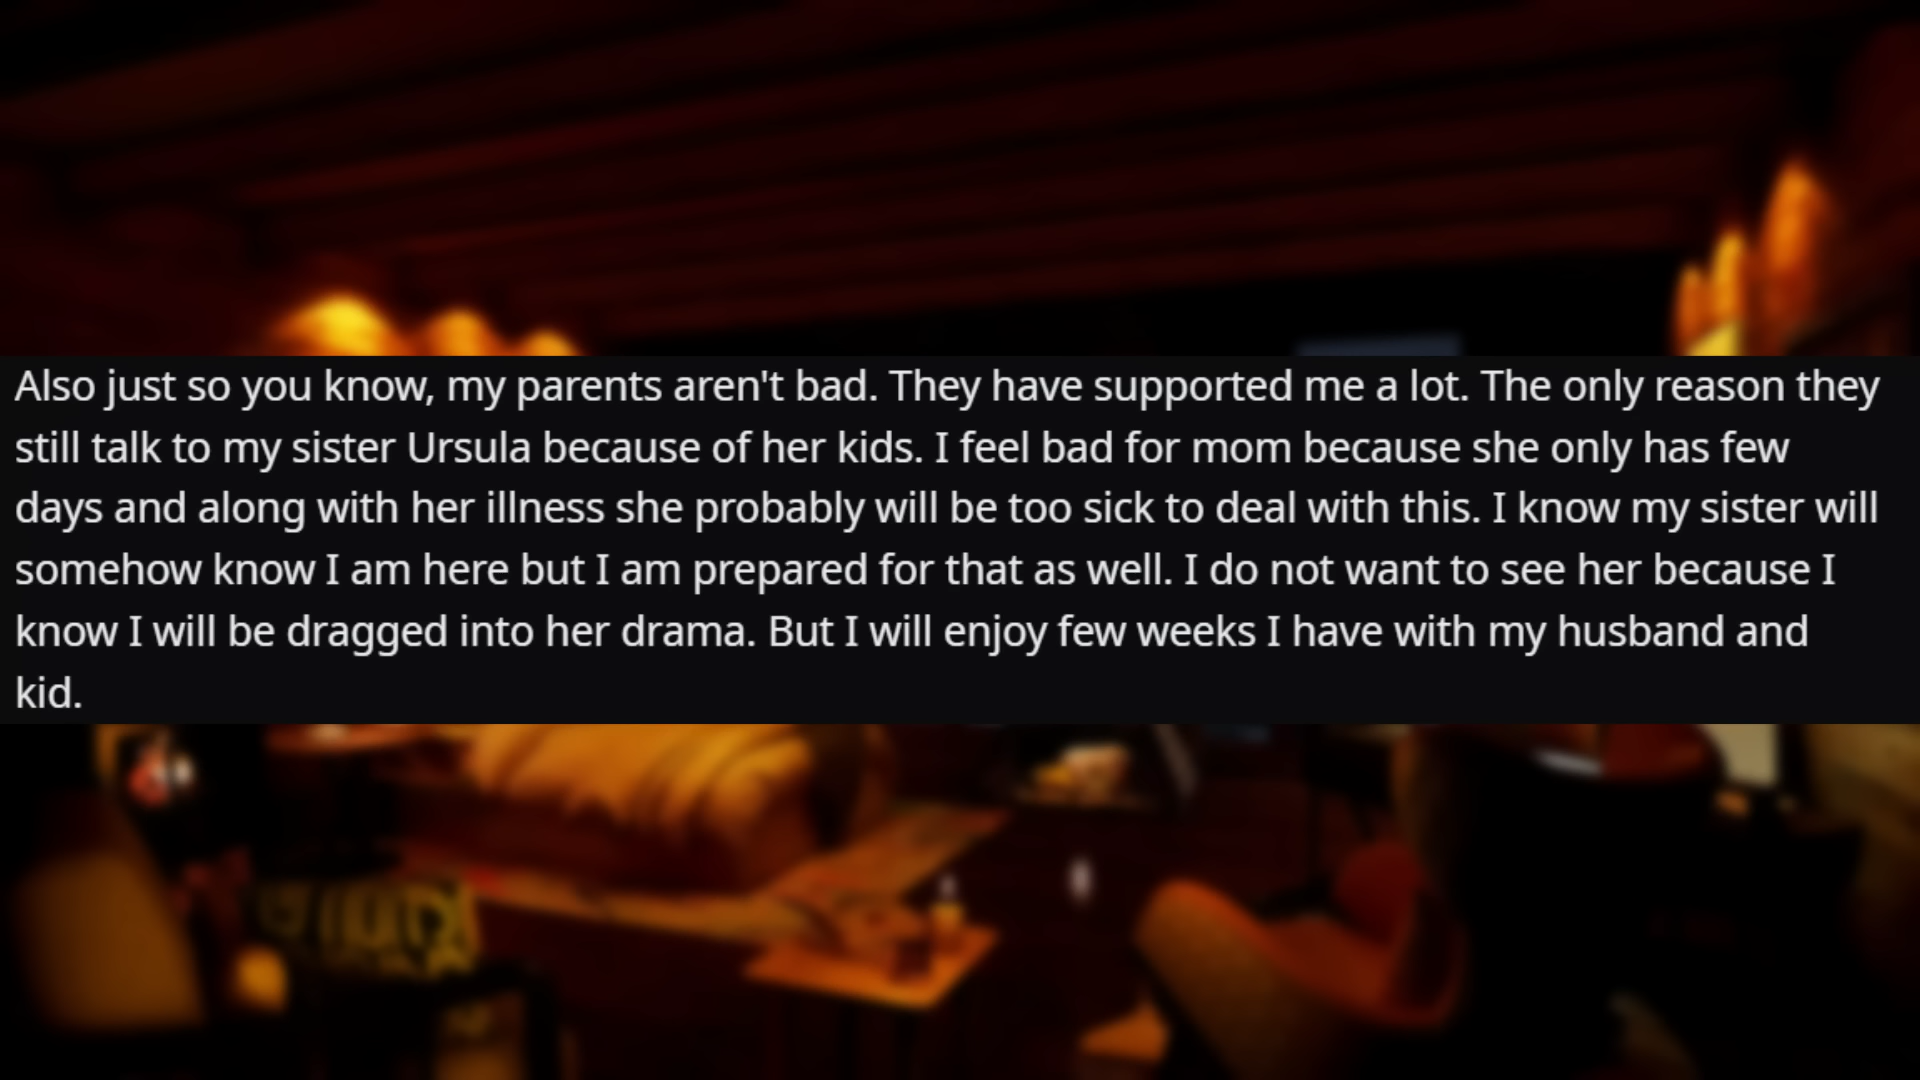 Also just so you know, my parents aren't bad. They have supported me a lot. The only reason they
still talk to my sister Ursula because of her kids. I feel bad for mom because she only has few
days and along with her illness she probably will be too sick to deal with this. I know my sister will
somehow know I am here but I am prepared for that as well. I do not want to see her because I
know I will be dragged into her drama. But I will enjoy few weeks I have with my husband and
kid.